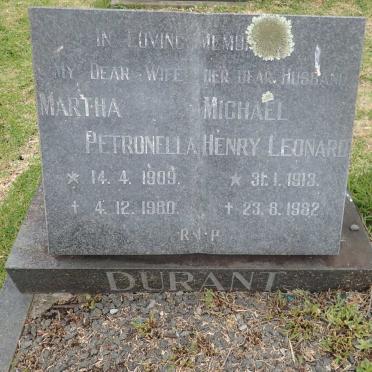 IN LOVING MEMORY
MY DEAR WIFE HER DEAR HUSBAND
MARTHA MICHAEL
PETRONELLA HENRY LEONARD
* 14.4.1909. * 31.1.1913.
† 4.12.1980. † 23.8.1982
R.I.P
DURANT